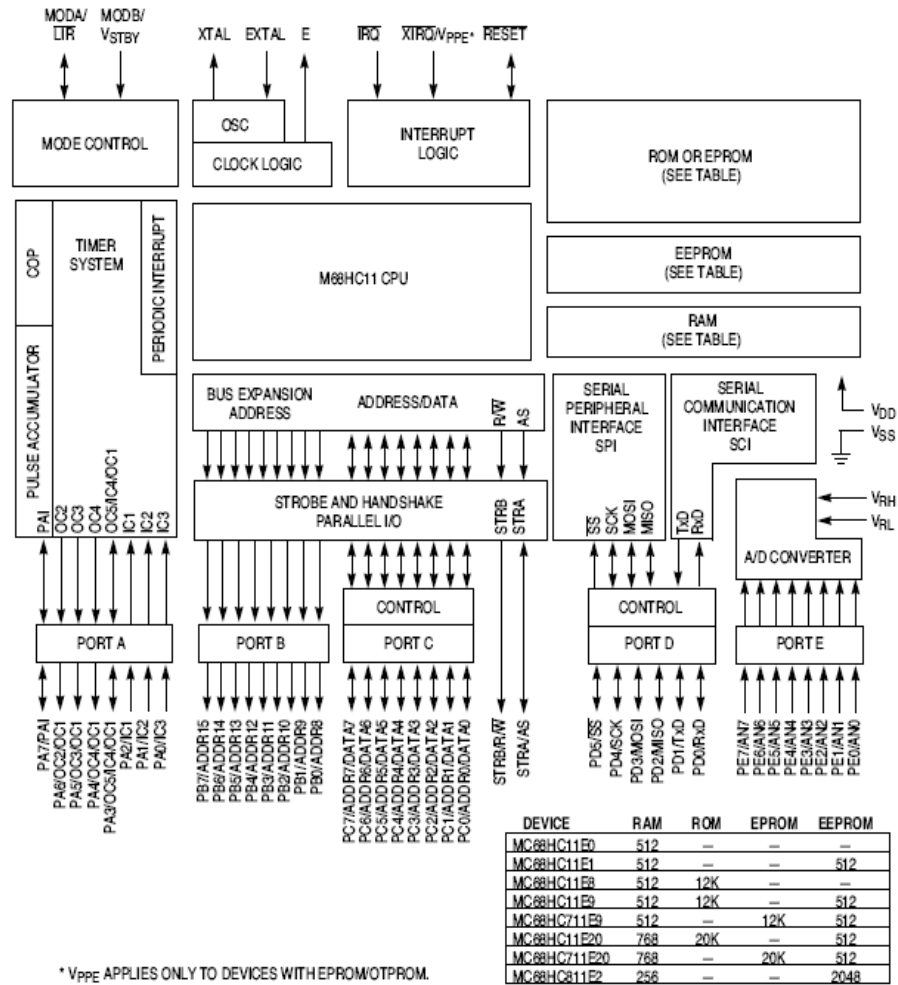 MODA/
LIR
MODB/
VSTBY
XTAL EXTAL E
IRQ XIRQ/VPPE* RESET
MODE CONTROL
OSC
CLOCK LOGIC
INTERRUPT
LOGIC
ROM OR EPROM
(SEE TABLE)
COP
TIMER
SYSTEM
PERIODIC INTERRUPT
M68HC11 CPU
EEPROM
(SEE TABLE)
RAM
(SEE TABLE)
PULSE ACCUMULATOR
BUS EXPANSION
ADDRESS
ADDRESS/DATA
R/W
AS
SERIAL
PERIPHERAL
INTERFACE
SPI
SERIAL
COMMUNICATION
INTERFACE
SCI
VDD
VSS
PAI
OC2
OC3
OC4
OC5/IC4/OC1
IC1
IC2
IC3
STROBE AND HANDSHAKE
PARALLEL I/O
STRB
STRA
SS
SCK
MOSI
MISO
TxD
RxD
VRH
VRL
A/D CONVERTER
CONTROL
CONTROL
PORT A
PORT B
PORT C
PORT D
PORT E
PA7/PAI
PA6/OC2/OC1
PA5/OC3/OC1
PA4/OC4/OC1
PA3/OC5/IC4/OC1
PA2/IC1
PA1/IC2
PA0/IC3
PB7/ADDR15
PB6/ADDR14
PB5/ADDR13
PB4/ADDR12
PB3/ADDR11
PB2/ADDR10
PB1/ADDR9
PB0/ADDR8
PC7/ADDR7/DATA7
PC6/ADDR6/DATA6
PC5/ADDR5/DATA5
PC4/ADDR4/DATA4
PC3/ADDR3/DATA3
PC2/ADDR2/DATA2
PC1/ADDR1/DATA1
PC0/ADDR0/DATA0
STRB/R/W
STRA/AS
PD5/SS
PD4/SCK
PD3/MOSI
PD2/MISO
PD1/TxD
PD0/RxD
PE7/AN7
PE6/AN6
PE5/AN5
PE4/AN4
PE3/AN3
PE2/AN2
PE1/AN1
PE0/AN0
DEVICE RAM ROM EPROM EEPROM
MC68HC11E0 512 — — —
MC68HC11E1 512 — — 512
MC68HC11E8 512 12K — —
MC68HC11E9 512 12K — 512
MC68HC711E9 512 — 12K 512
MC68HC11E20 768 20K — 512
MC68HC711E20 768 — 20K 512
MC68HC811E2 256 — — 2048
* VPPE APPLIES ONLY TO DEVICES WITH EPROM/OTPROM.